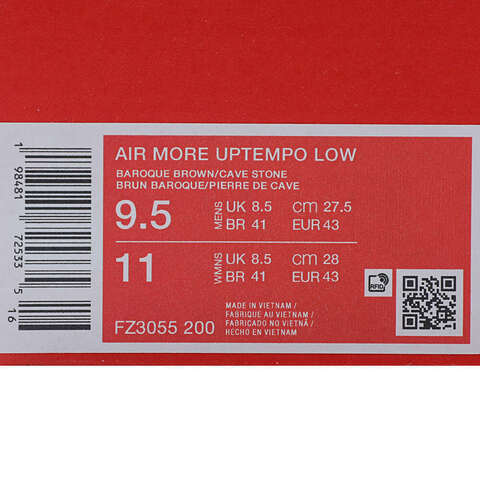 AIR MORE UPTEMPO LOW
BAROQUE BROWN/CAVE STONE
BRUN BAROQUE/PIERRE DE CAVE
9.5 MENS UK 8.5 cm 27.5
BR 41 EUR 43
11 WMNS UK 8.5 cm 28
BR 41 EUR 43
RFID
MADE IN VIETNAM/
FABRIQUE AU VIETNAM/
FABRICADO NO VIETNÃ/
HECHO EN VIETNAM
FZ3055 200
1 98481 72533 5 16